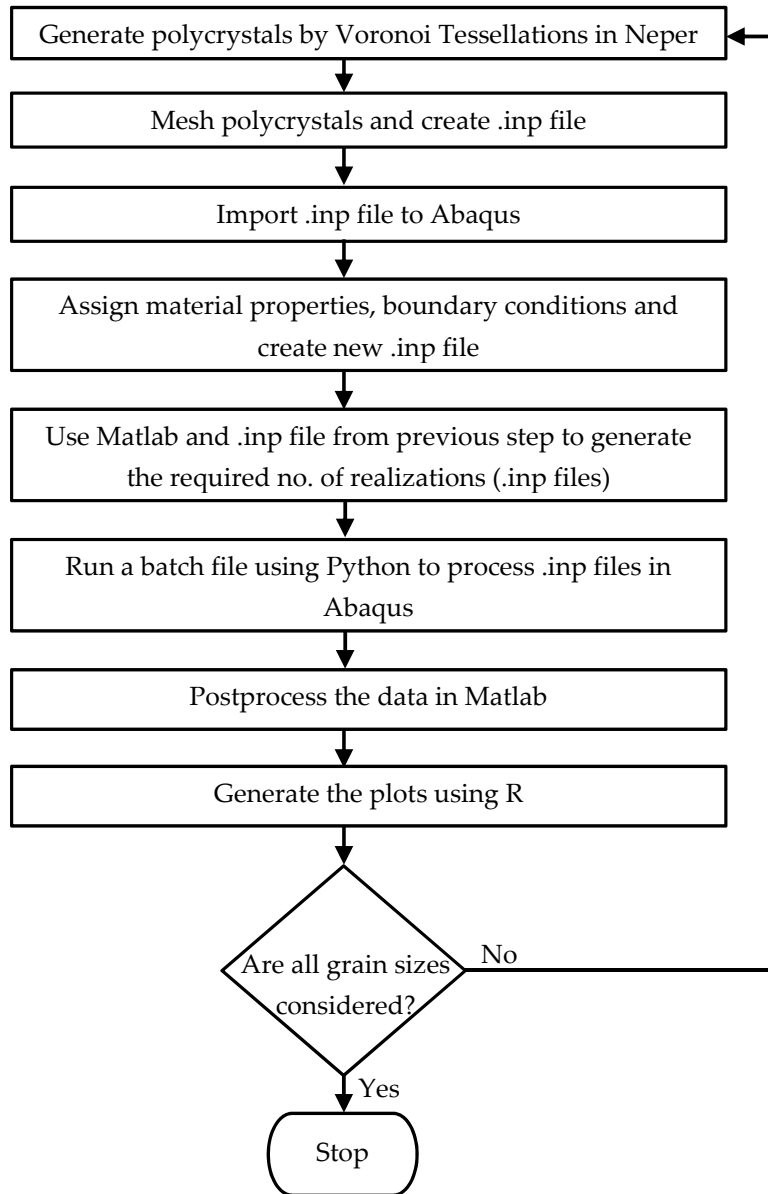 Generate polycrystals by Voronoi Tessellations in Neper
Mesh polycrystals and create .inp file
Import .inp file to Abaqus
Assign material properties, boundary conditions and
create new .inp file
Use Matlab and .inp file from previous step to generate
the required no. of realizations (.inp files)
Run a batch file using Python to process .inp files in
Abaqus
Postprocess the data in Matlab
Generate the plots using R
Are all grain sizes
considered?
No
Yes
Stop